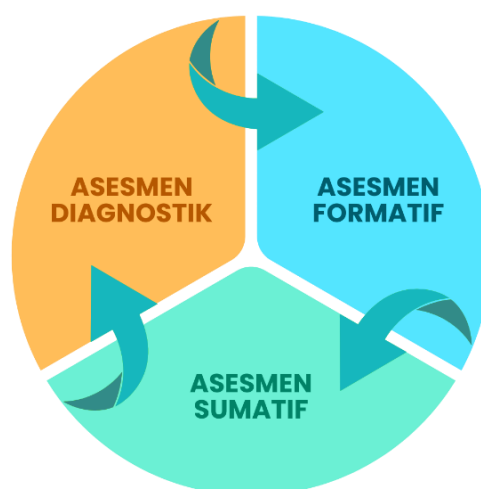 ASESMEN
DIAGNOSTIK
ASESMEN
FORMATIF
ASESMEN
SUMATIF